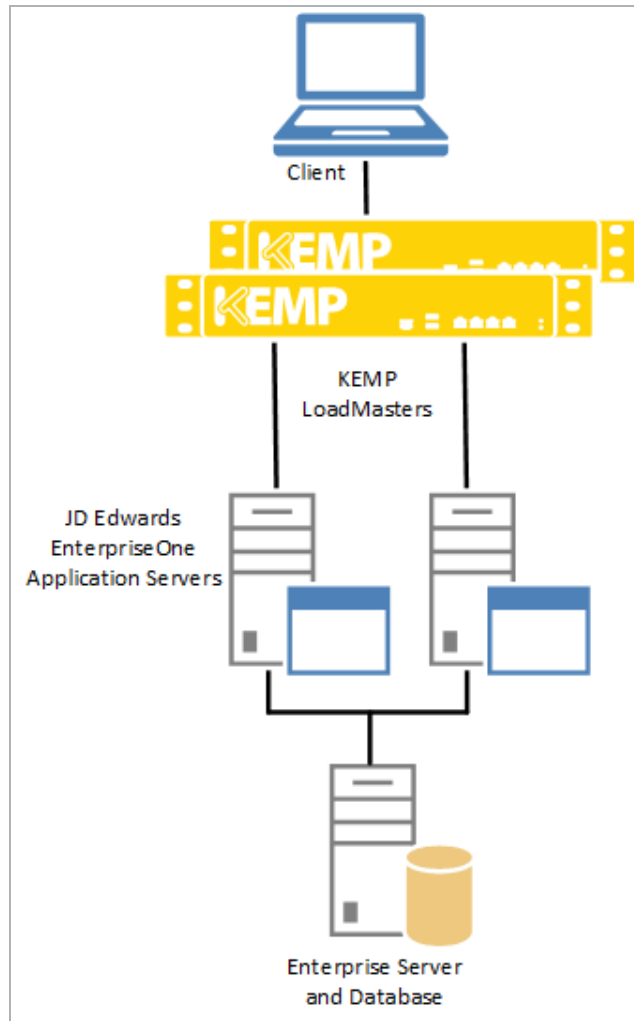 Client
KEMP
KEMP
KEMP
LoadMasters
JD Edwards
EnterpriseOne
Application Servers
Enterprise Server
and Database